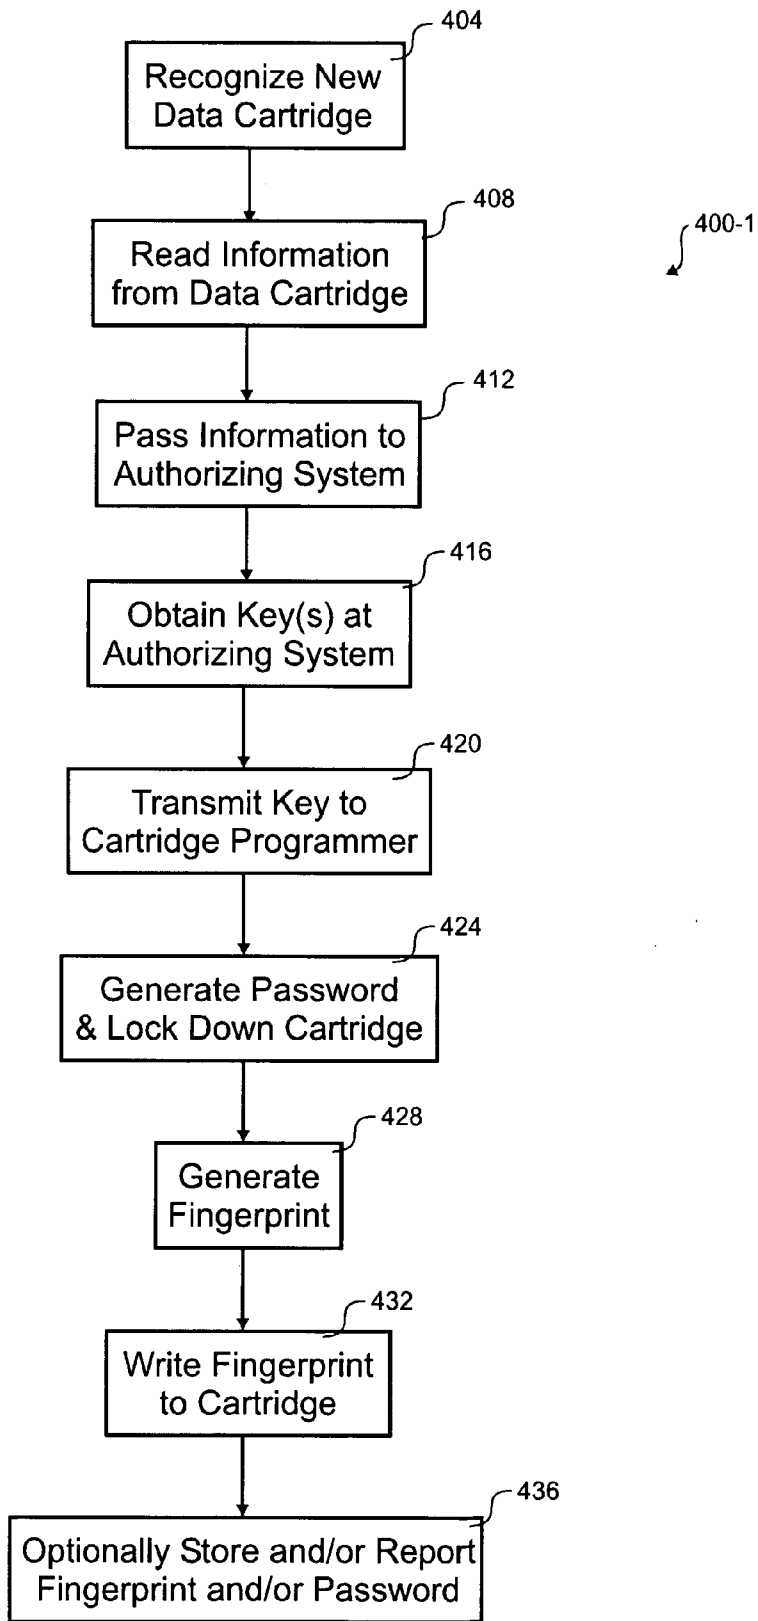 404
Recognize New
Data Cartridge
408
400-1
Read Information
from Data Cartridge
412
Pass Information to
Authorizing System
416
Obtain Key(s) at
Authorizing System
420
Transmit Key to
Cartridge Programmer
424
Generate Password
& Lock Down Cartridge
428
Generate
Fingerprint
432
Write Fingerprint
to Cartridge
436
Optionally Store and/or Report
Fingerprint and/or Password